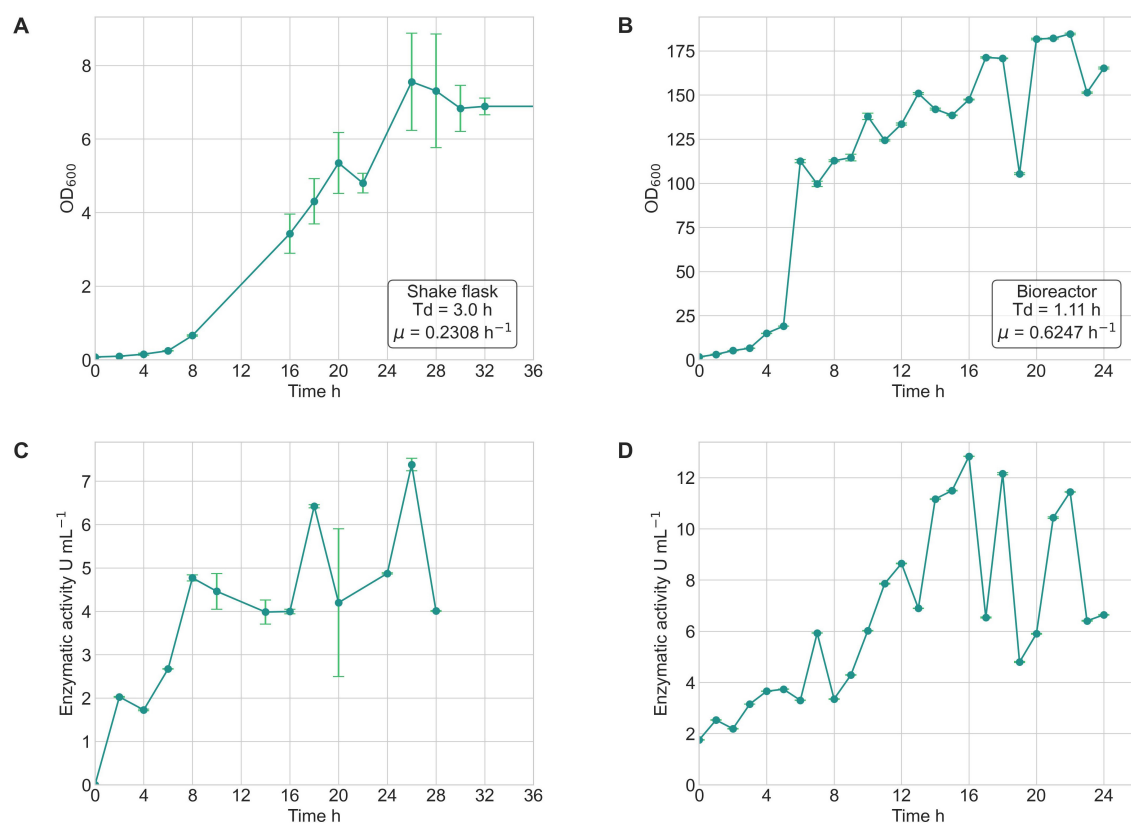 A
OD₆₀₀
8
6
4
2
0
0 4 8 12 16 20 24 28 32 36
Time h
Shake flask
Td = 3.0 h
μ = 0.2308 h⁻¹
B
OD₆₀₀
175
150
125
100
75
50
25
0
0 4 8 12 16 20 24
Time h
Bioreactor
Td = 1.11 h
μ = 0.6247 h⁻¹
C
Enzymatic activity U mL⁻¹
7
6
5
4
3
2
1
0
0 4 8 12 16 20 24 28 32 36
Time h
D
Enzymatic activity U mL⁻¹
12
10
8
6
4
2
0
0 4 8 12 16 20 24
Time h